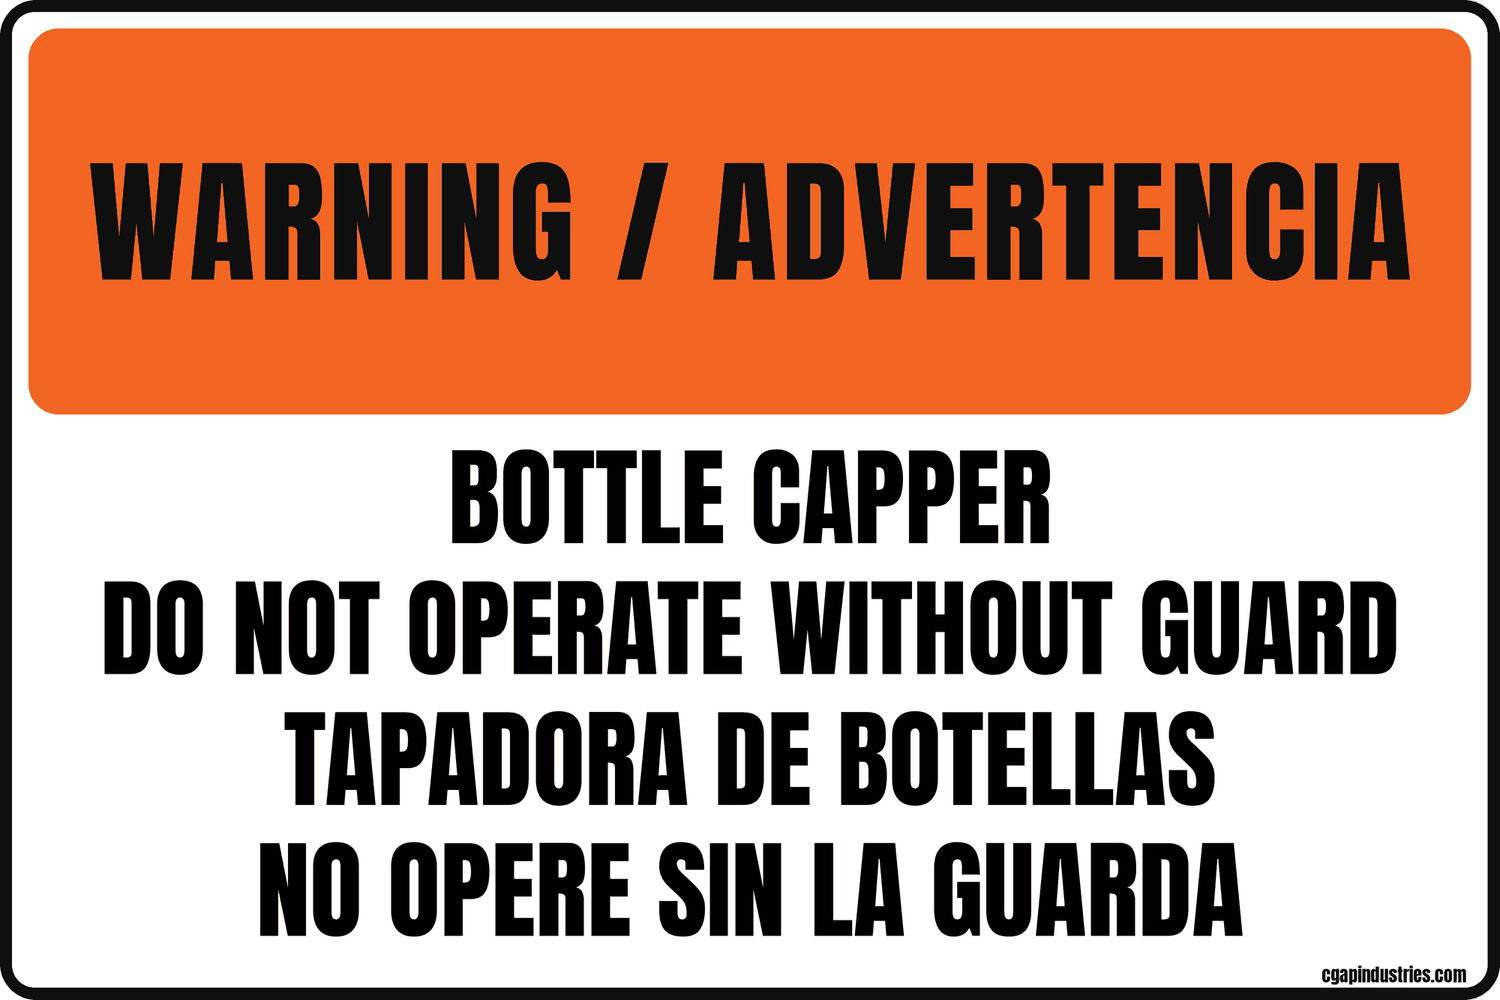 WARNING / ADVERTENCIA
BOTTLE CAPPER
DO NOT OPERATE WITHOUT GUARD
TAPADORA DE BOTELLAS
NO OPERE SIN LA GUARDA
cgapindustries.com